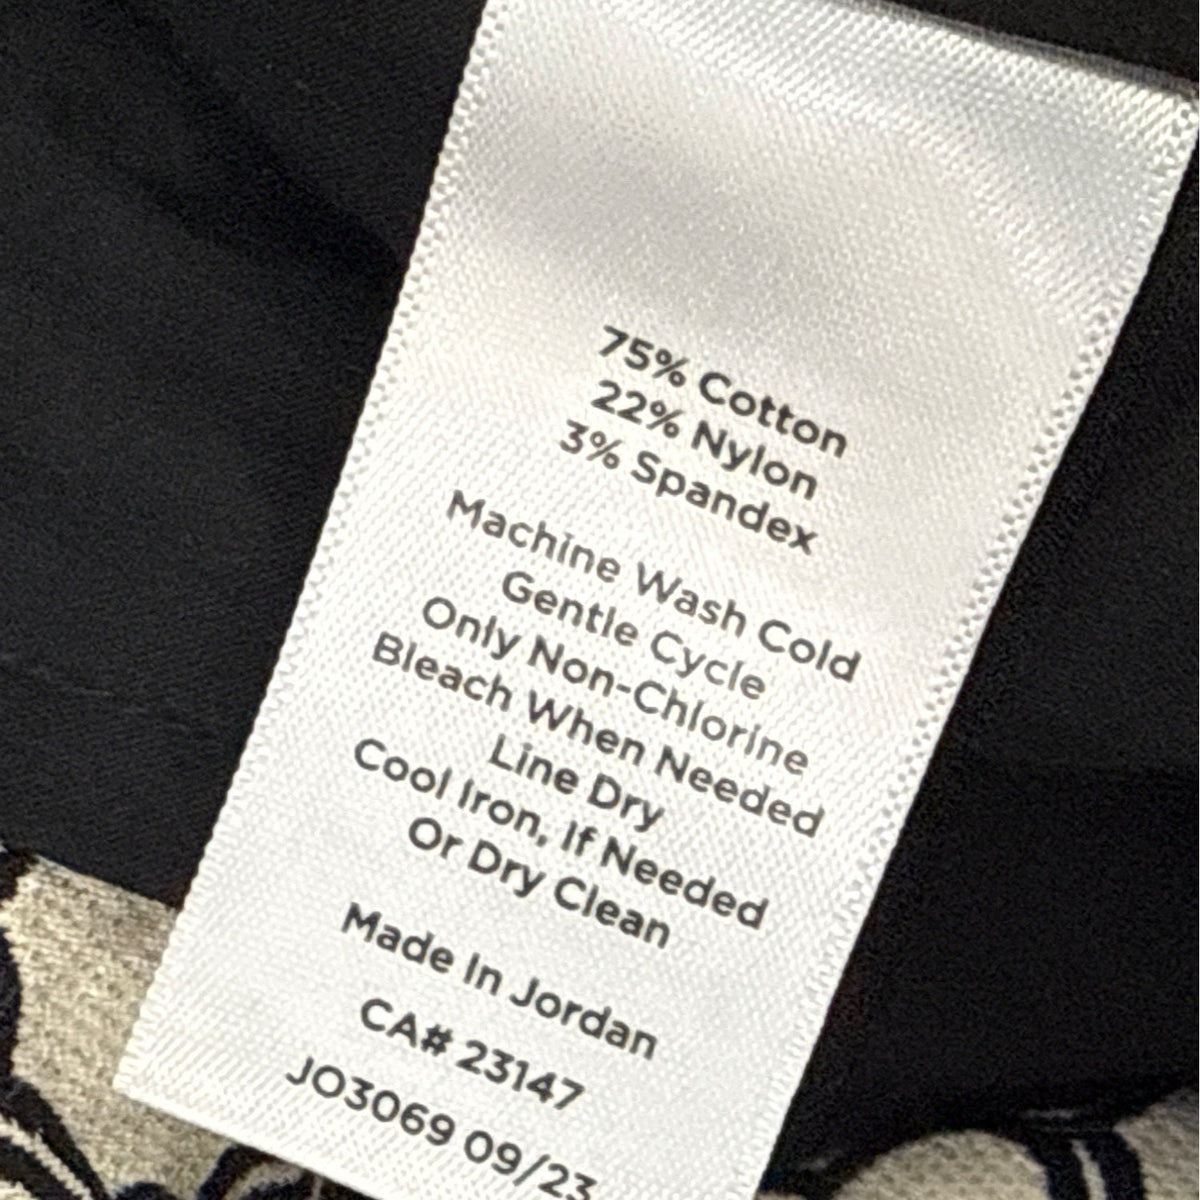 75% Cotton
22% Nylon
3% Spandex
Machine Wash Cold
Gentle Cycle
Only Non-Chlorine
Bleach When Needed
Line Dry
Cool Iron, If Needed
Or Dry Clean
Made In Jordan
CA# 23147
JO3069 09/23